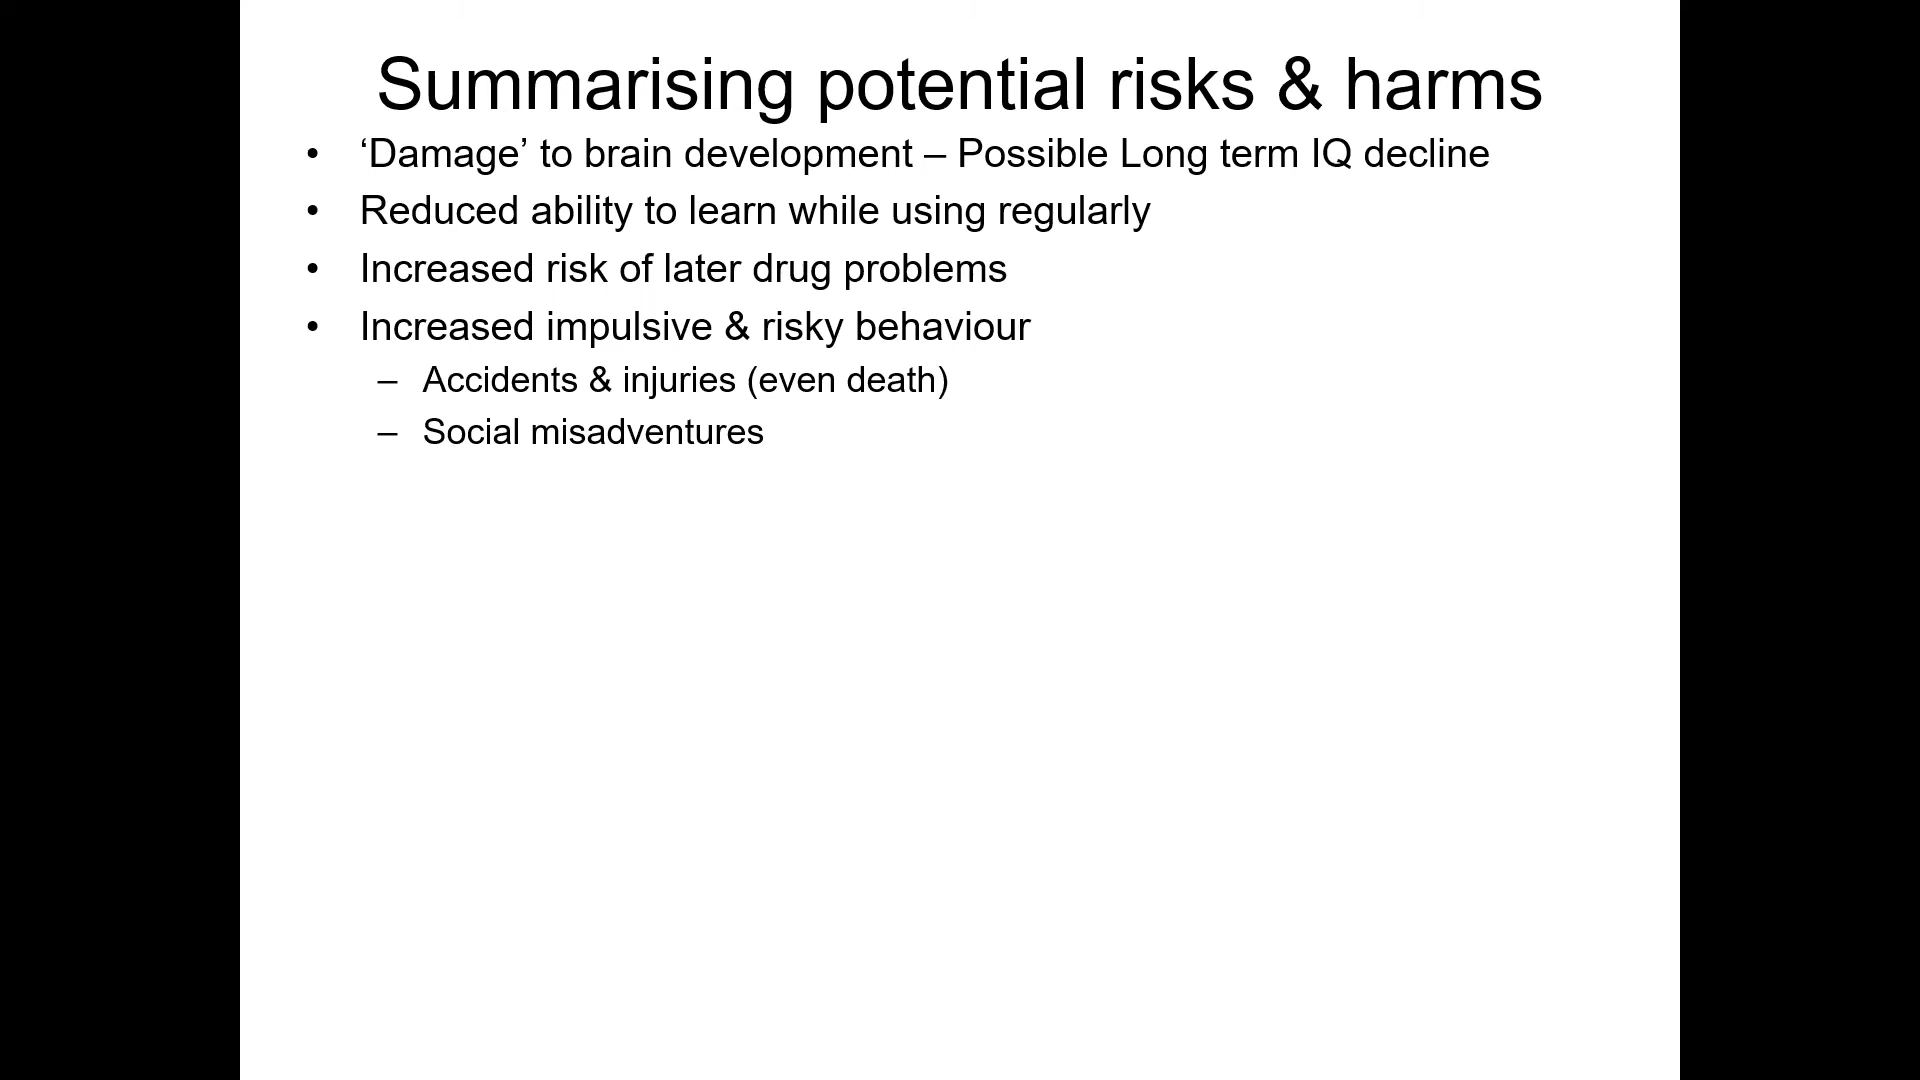 Summarising potential risks & harms
• ‘Damage’ to brain development – Possible Long term IQ decline
• Reduced ability to learn while using regularly
• Increased risk of later drug problems
• Increased impulsive & risky behaviour
– Accidents & injuries (even death)
– Social misadventures